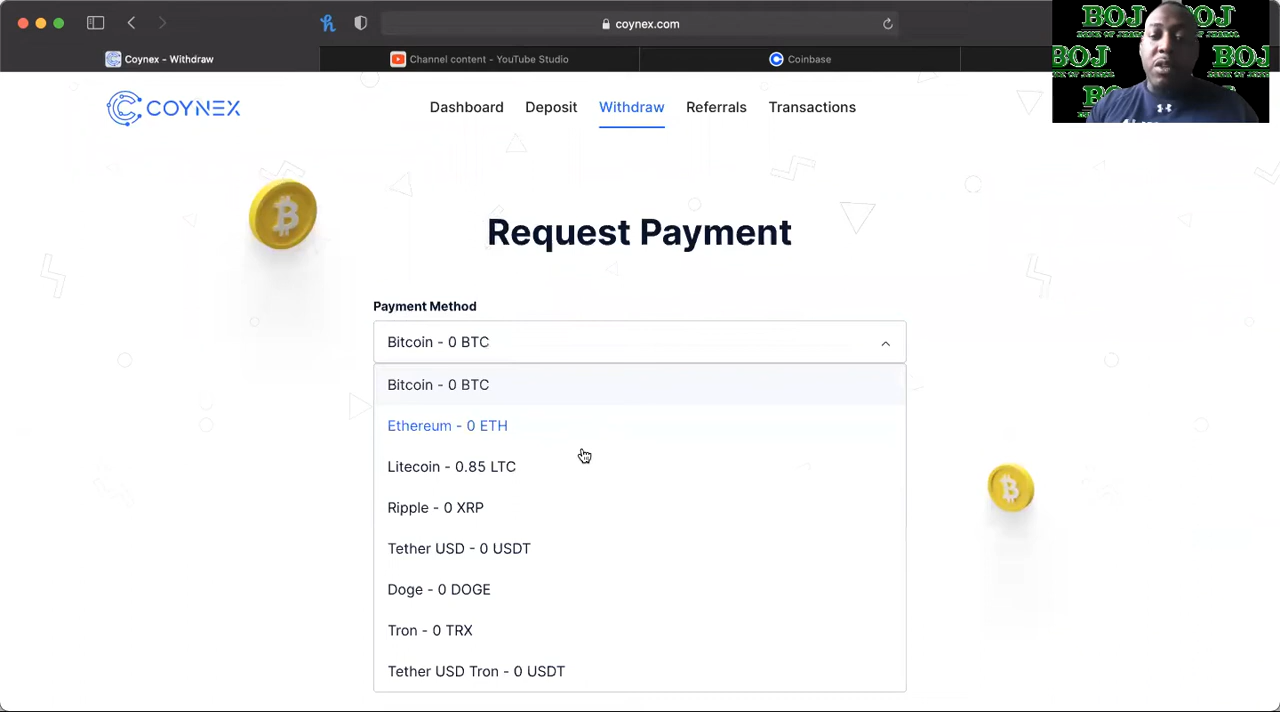 coynex.com
Coynex - Withdraw
Channel content - YouTube Studio
Coinbase
BOJ
BOJ
BOJ
BOJ
COYNEX
Dashboard
Deposit
Withdraw
Referrals
Transactions
Request Payment
Payment Method
Bitcoin - 0 BTC
Bitcoin - 0 BTC
Ethereum - 0 ETH
Litecoin - 0.85 LTC
Ripple - 0 XRP
Tether USD - 0 USDT
Doge - 0 DOGE
Tron - 0 TRX
Tether USD Tron - 0 USDT